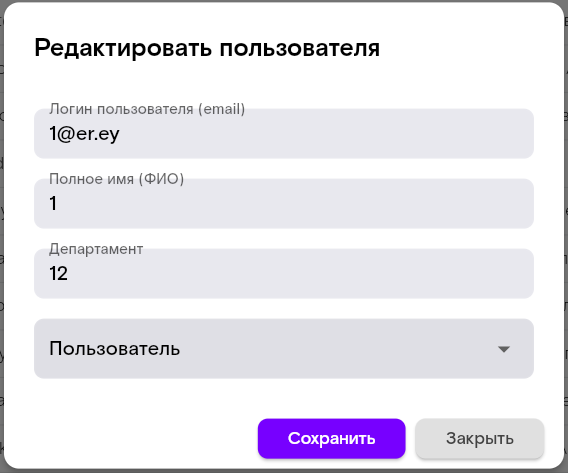 Редактировать пользователя
Логин пользователя (email)
1@er.ey
Полное имя (ФИО)
1
Департамент
12
Пользователь
Сохранить
Закрыть